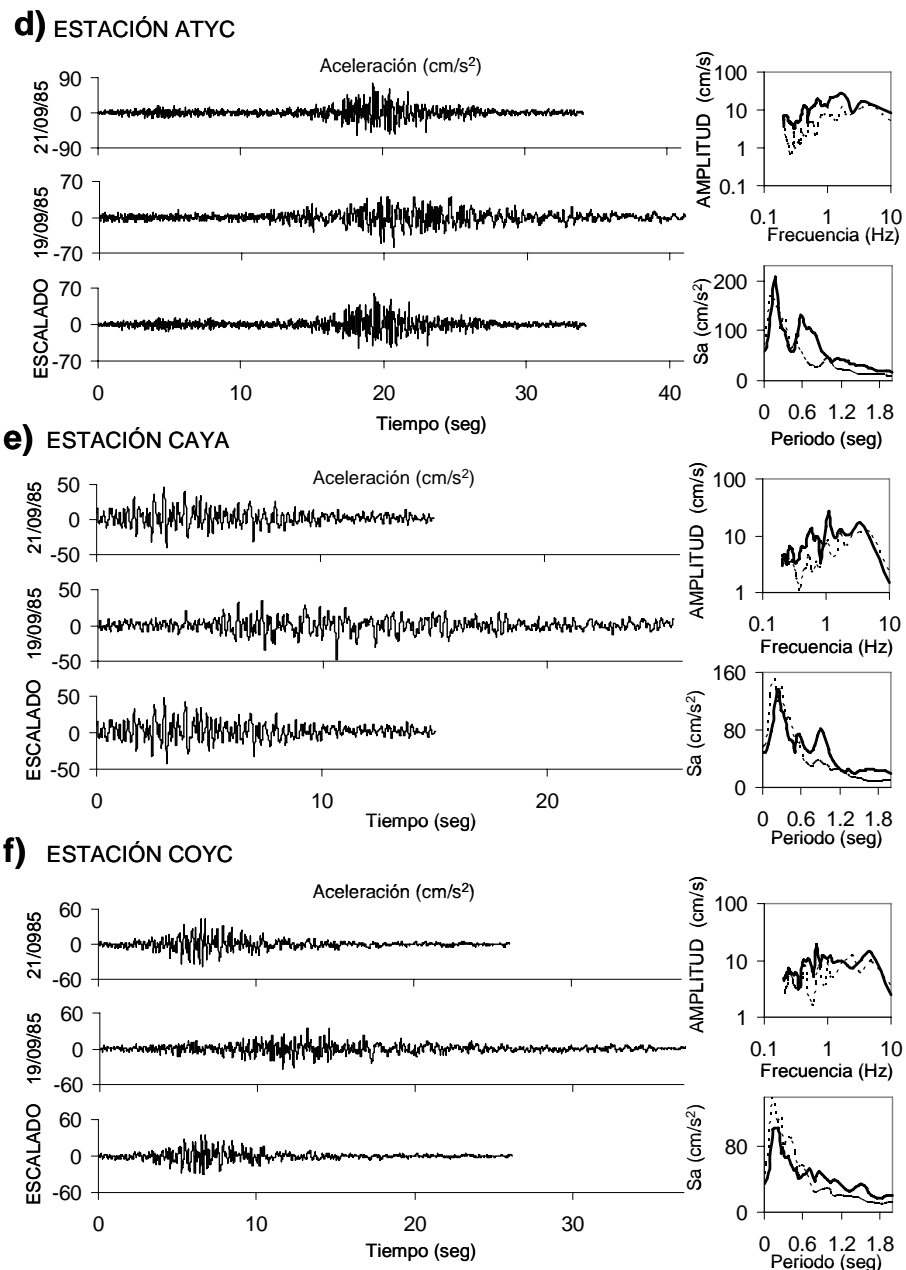 d) ESTACIÓN ATYC
Aceleración (cm/s²)
21/09/85
90
0
-90
19/09/85
70
0
-70
ESCALADO
70
0
-70
0 10 20 30 40
Tiempo (seg)
AMPLITUD (cm/s)
100
10
1
0.1
0.1 1 10
Frecuencia (Hz)
Sa (cm/s²)
200
100
0
0 0.6 1.2 1.8
Periodo (seg)
e) ESTACIÓN CAYA
Aceleración (cm/s²)
21/09/85
50
0
-50
19/09/85
50
0
-50
ESCALADO
50
0
-50
0 10 20
Tiempo (seg)
AMPLITUD (cm/s)
100
10
1
0.1 1 10
Frecuencia (Hz)
Sa (cm/s²)
160
80
0
0 0.6 1.2 1.8
Periodo (seg)
f) ESTACIÓN COYC
Aceleración (cm/s²)
21/0985
60
0
-60
19/09/85
60
0
-60
ESCALADO
60
0
-60
0 10 20 30
Tiempo (seg)
AMPLITUD (cm/s)
100
10
1
0.1 1 10
Frecuencia (Hz)
Sa (cm/s²)
80
0
0 0.6 1.2 1.8
Periodo (seg)